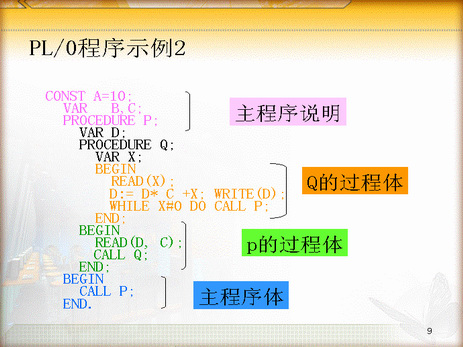 PL/0程序示例2
CONST A=10;
VAR B,C;
PROCEDURE P;
主程序说明
VAR D;
PROCEDURE Q;
VAR X;
BEGIN
READ(X);
D:= D* C +X; WRITE(D);
WHILE X#0 DO CALL P;
END;
Q的过程体
BEGIN
READ(D, C);
CALL Q;
END;
p的过程体
BEGIN
CALL P;
END.
主程序体
9